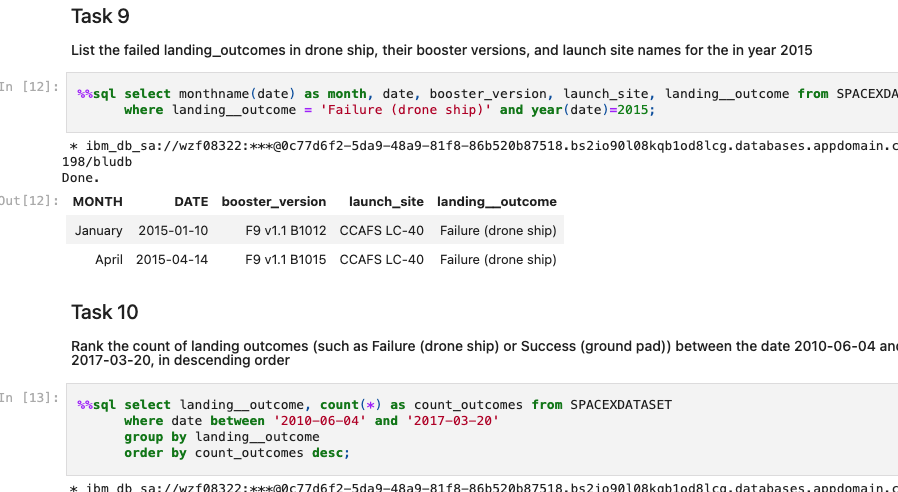 Task 9
List the failed landing_outcomes in drone ship, their booster versions, and launch site names for the in year 2015
In [12]:
%%sql select monthname(date) as month, date, booster_version, launch_site, landing__outcome from SPACEXDA
where landing__outcome = 'Failure (drone ship)' and year(date)=2015;
* ibm_db_sa://wzf08322:***@0c77d6f2-5da9-48a9-81f8-86b520b87518.bs2io90l08kqb1od8lcg.databases.appdomain.c
198/bludb
Done.
Out[12]:
MONTH DATE booster_version launch_site landing__outcome
January 2015-01-10 F9 v1.1 B1012 CCAFS LC-40 Failure (drone ship)
April 2015-04-14 F9 v1.1 B1015 CCAFS LC-40 Failure (drone ship)
Task 10
Rank the count of landing outcomes (such as Failure (drone ship) or Success (ground pad)) between the date 2010-06-04 and
2017-03-20, in descending order
In [13]:
%%sql select landing__outcome, count(*) as count_outcomes from SPACEXDATASET
where date between '2010-06-04' and '2017-03-20'
group by landing__outcome
order by count_outcomes desc;
* ibm_db_sa://wzf08322:***@0c77d6f2-5da9-48a9-81f8-86b520b87518.bs2io90l08kqb1od8lcg.databases.appdomain.c